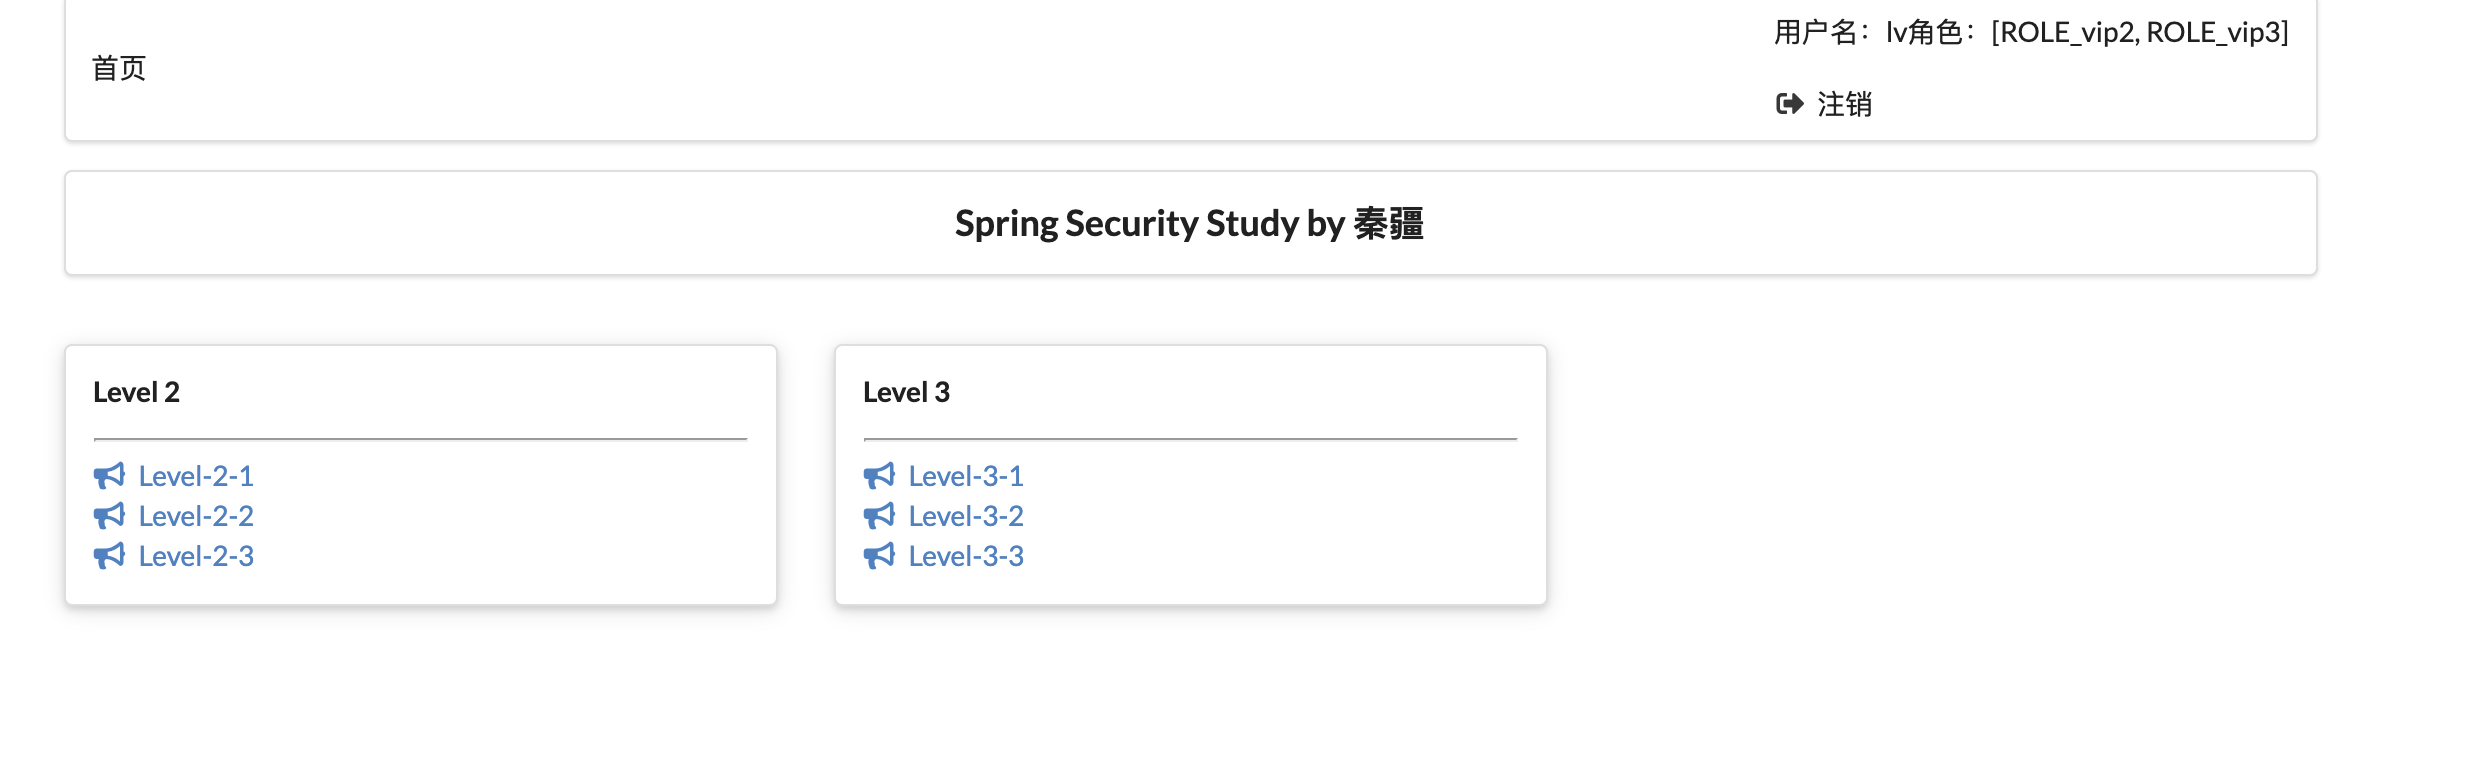 首页
用户名：lv角色：[ROLE_vip2, ROLE_vip3]
注销
Spring Security Study by 秦疆
Level 2
Level-2-1
Level-2-2
Level-2-3
Level 3
Level-3-1
Level-3-2
Level-3-3